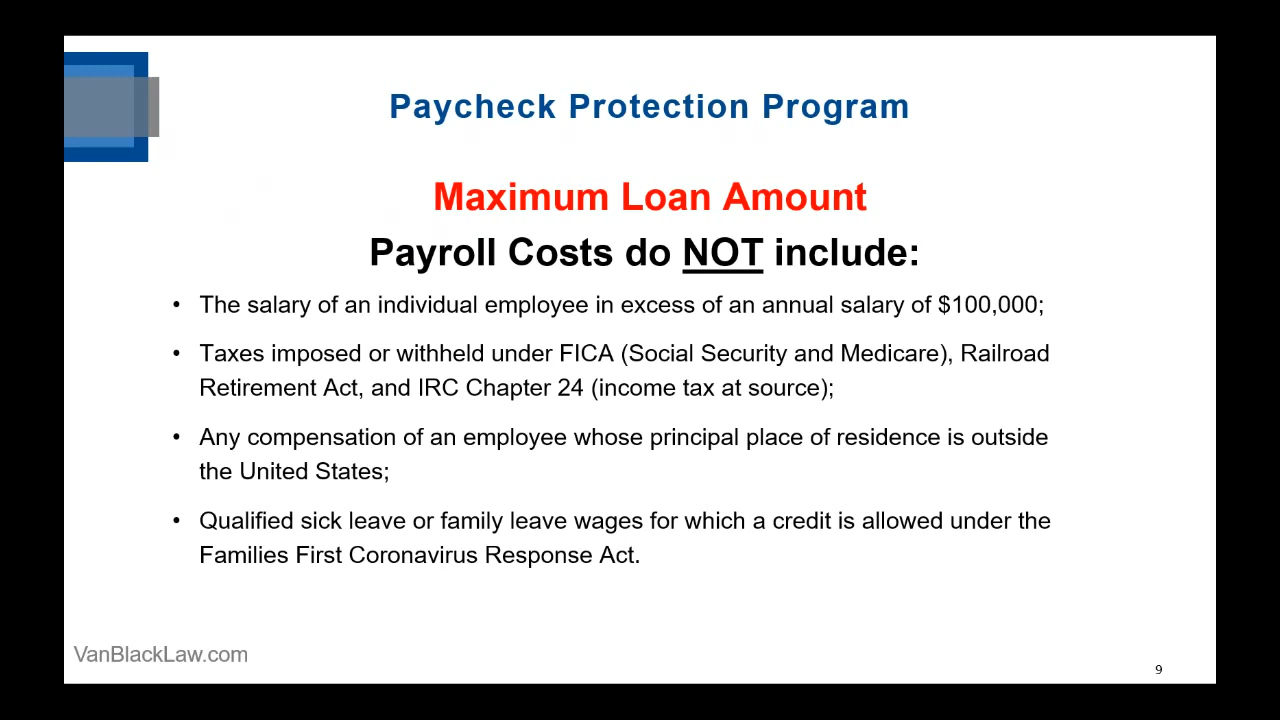 Paycheck Protection Program
Maximum Loan Amount
Payroll Costs do NOT include:
• The salary of an individual employee in excess of an annual salary of $100,000;
• Taxes imposed or withheld under FICA (Social Security and Medicare), Railroad
Retirement Act, and IRC Chapter 24 (income tax at source);
• Any compensation of an employee whose principal place of residence is outside
the United States;
• Qualified sick leave or family leave wages for which a credit is allowed under the
Families First Coronavirus Response Act.
VanBlackLaw.com
9